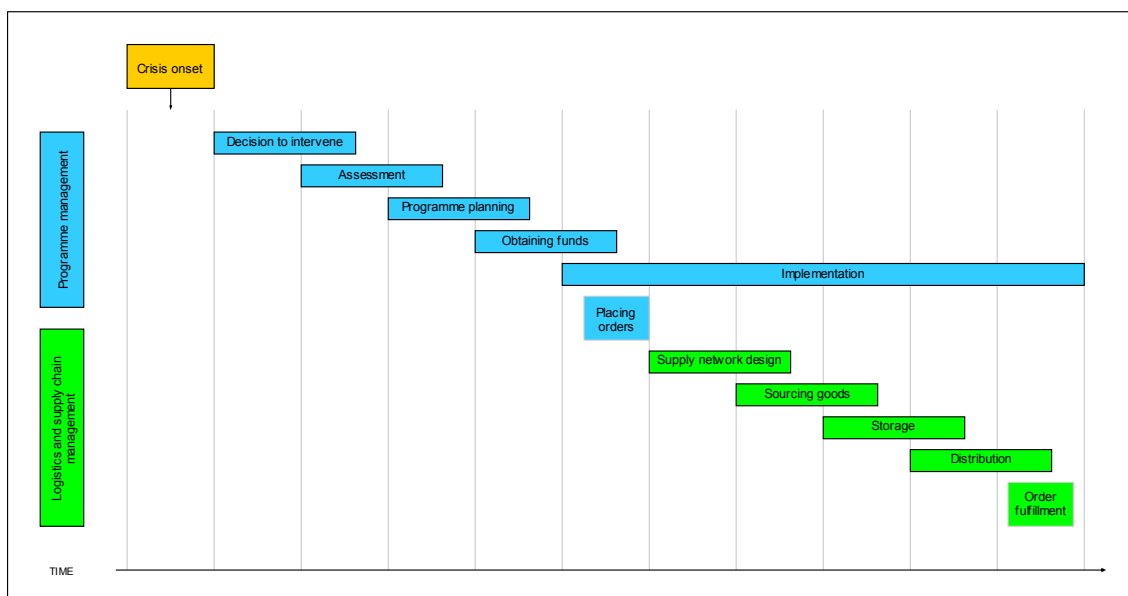 Crisis onset
Programme management
Decision to intervene
Assessment
Programme planning
Obtaining funds
Implementation
Placing
orders
Logistics and supply chain
management
Supply network design
Sourcing goods
Storage
Distribution
Order
fulfillment
TIME